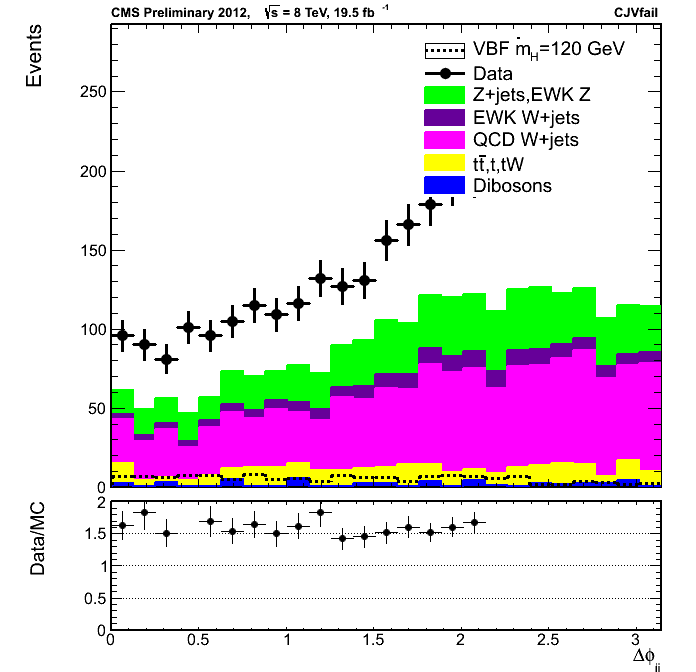 CMS Preliminary 2012, √s = 8 TeV, 19.5 fb⁻¹ CJVfail
Events
VBF m_H=120 GeV
Data
Z+jets,EWK Z
EWK W+jets
QCD W+jets
tt̄,t,tW
Dibosons
250
200
150
100
50
0
Data/MC
2
1.5
1
0.5
0
0 0.5 1 1.5 2 2.5 3
Δϕ_jj